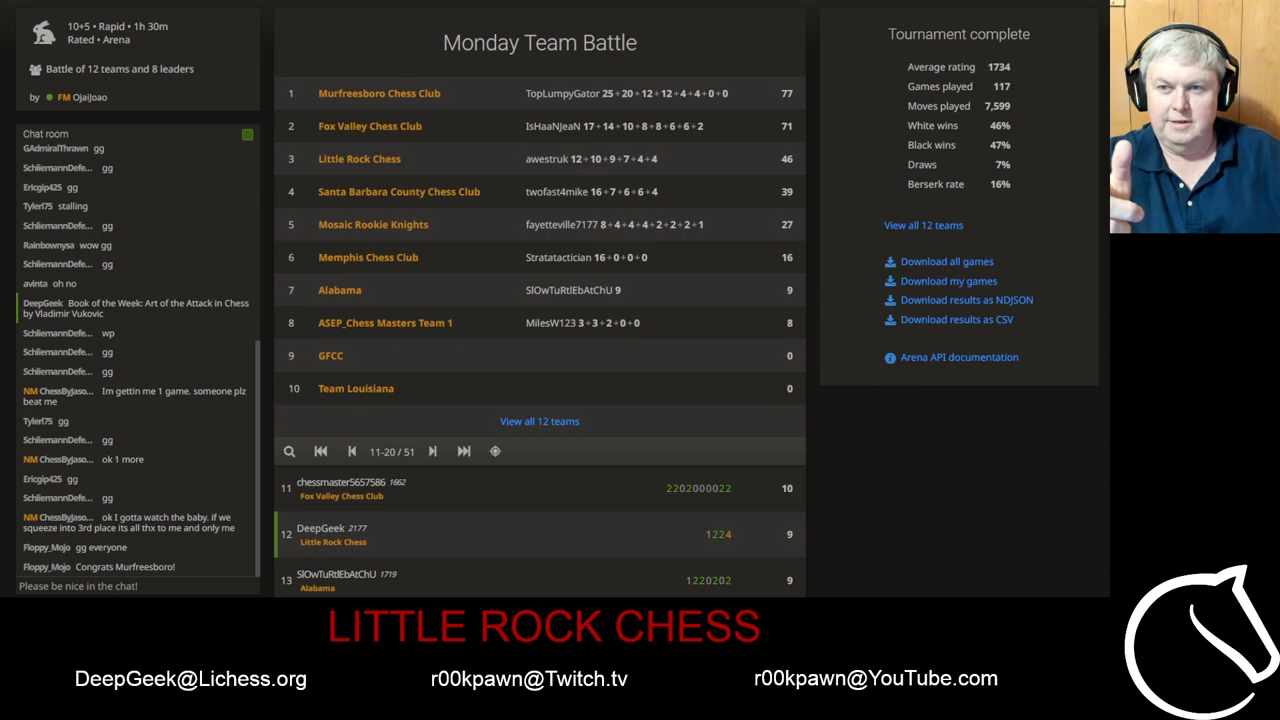 10+5 • Rapid • 1h 30m
Rated • Arena
Battle of 12 teams and 8 leaders
by FM OjaiJoao
Chat room
GAdmiralThrawn gg
SchliemannDefe... gg
Ericgip425 gg
Tylerl75 stalling
SchliemannDefe... gg
Rainbownysa wow gg
SchliemannDefe... gg
avinta oh no
DeepGeek Book of the Week: Art of the Attack in Chess
by Vladimir Vukovic
SchliemannDefe... wp
SchliemannDefe... gg
SchliemannDefe... gg
NM ChessByJaso... Im gettin me 1 game. someone plz
beat me
Tylerl75 gg
SchliemannDefe... gg
NM ChessByJaso... ok 1 more
Ericgip425 gg
SchliemannDefe... gg
NM ChessByJaso... ok I gotta watch the baby. if we
squeeze into 3rd place its all thx to me and only me
Floppy_Mojo gg everyone
Floppy_Mojo Congrats Murfreesboro!
Please be nice in the chat!
Monday Team Battle
1 Murfreesboro Chess Club TopLumpyGator 25+20+12+12+4+4+0+0 77
2 Fox Valley Chess Club IsHaaNJeaN 17+14+10+8+8+6+6+2 71
3 Little Rock Chess awestruk 12+10+9+7+4+4 46
4 Santa Barbara County Chess Club twofast4mike 16+7+6+6+4 39
5 Mosaic Rookie Knights fayetteville7177 8+4+4+4+2+2+2+1 27
6 Memphis Chess Club Stratatactician 16+0+0+0 16
7 Alabama SlOwTuRtlEbAtChU 9 9
8 ASEP_Chess Masters Team 1 MilesW123 3+3+2+0+0 8
9 GFCC 0
10 Team Louisiana 0
View all 12 teams
11-20 / 51
11 chessmaster5657586 1662 2202000022 10
Fox Valley Chess Club
12 DeepGeek 2177 1224 9
Little Rock Chess
13 SlOwTuRtlEbAtChU 1719 1220202 9
Alabama
Tournament complete
Average rating 1734
Games played 117
Moves played 7,599
White wins 46%
Black wins 47%
Draws 7%
Berserk rate 16%
View all 12 teams
Download all games
Download my games
Download results as NDJSON
Download results as CSV
Arena API documentation
LITTLE ROCK CHESS
DeepGeek@Lichess.org r00kpawn@Twitch.tv r00kpawn@YouTube.com